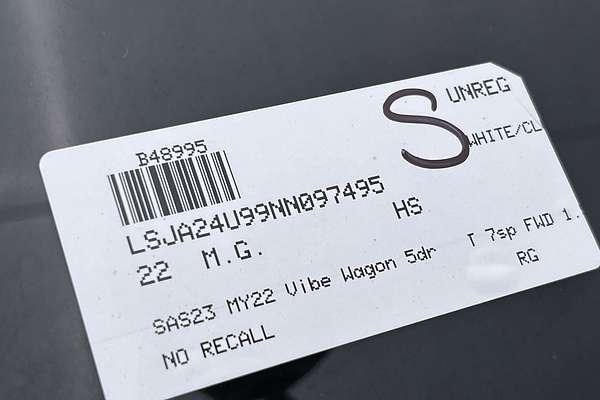 B48995
S
UNREG
WHITE/CL
LSJA24U99NN097495
22 M.G.
HS
SAS23 MY22 Vibe Wagon 5dr
T 7sp FWD 1.
NO RECALL
RG